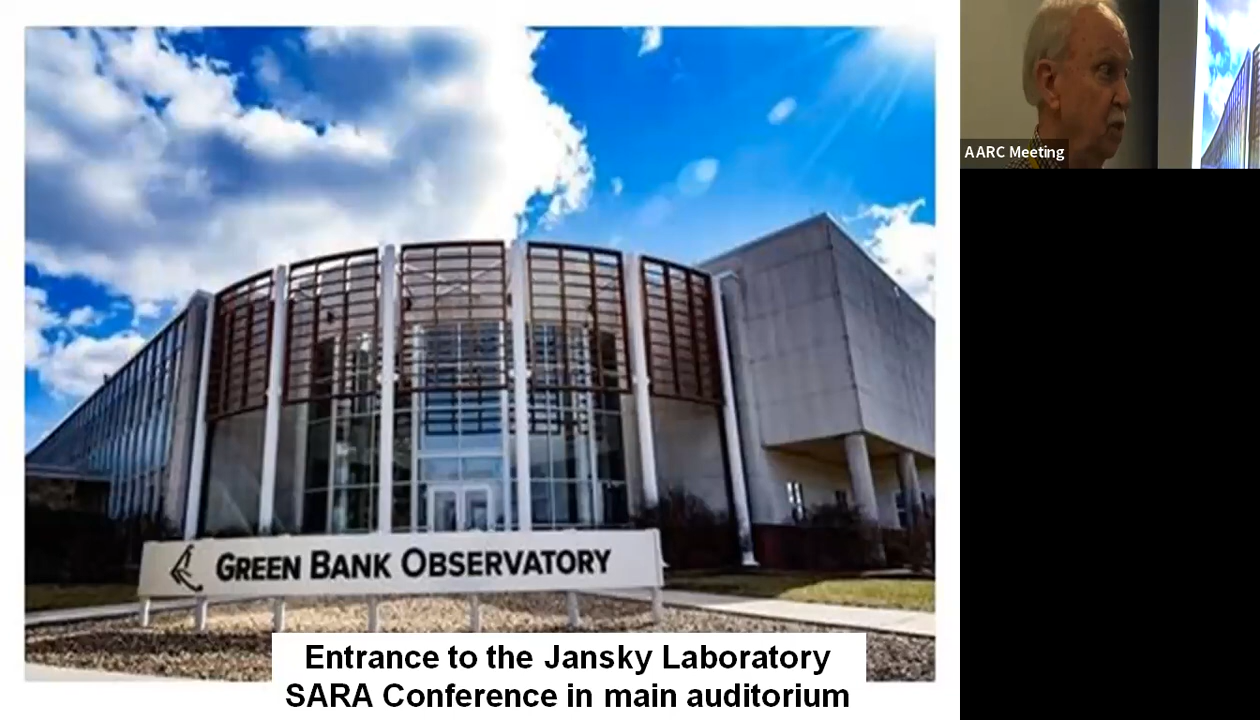 AARC Meeting
GREEN BANK OBSERVATORY
Entrance to the Jansky Laboratory
SARA Conference in main auditorium